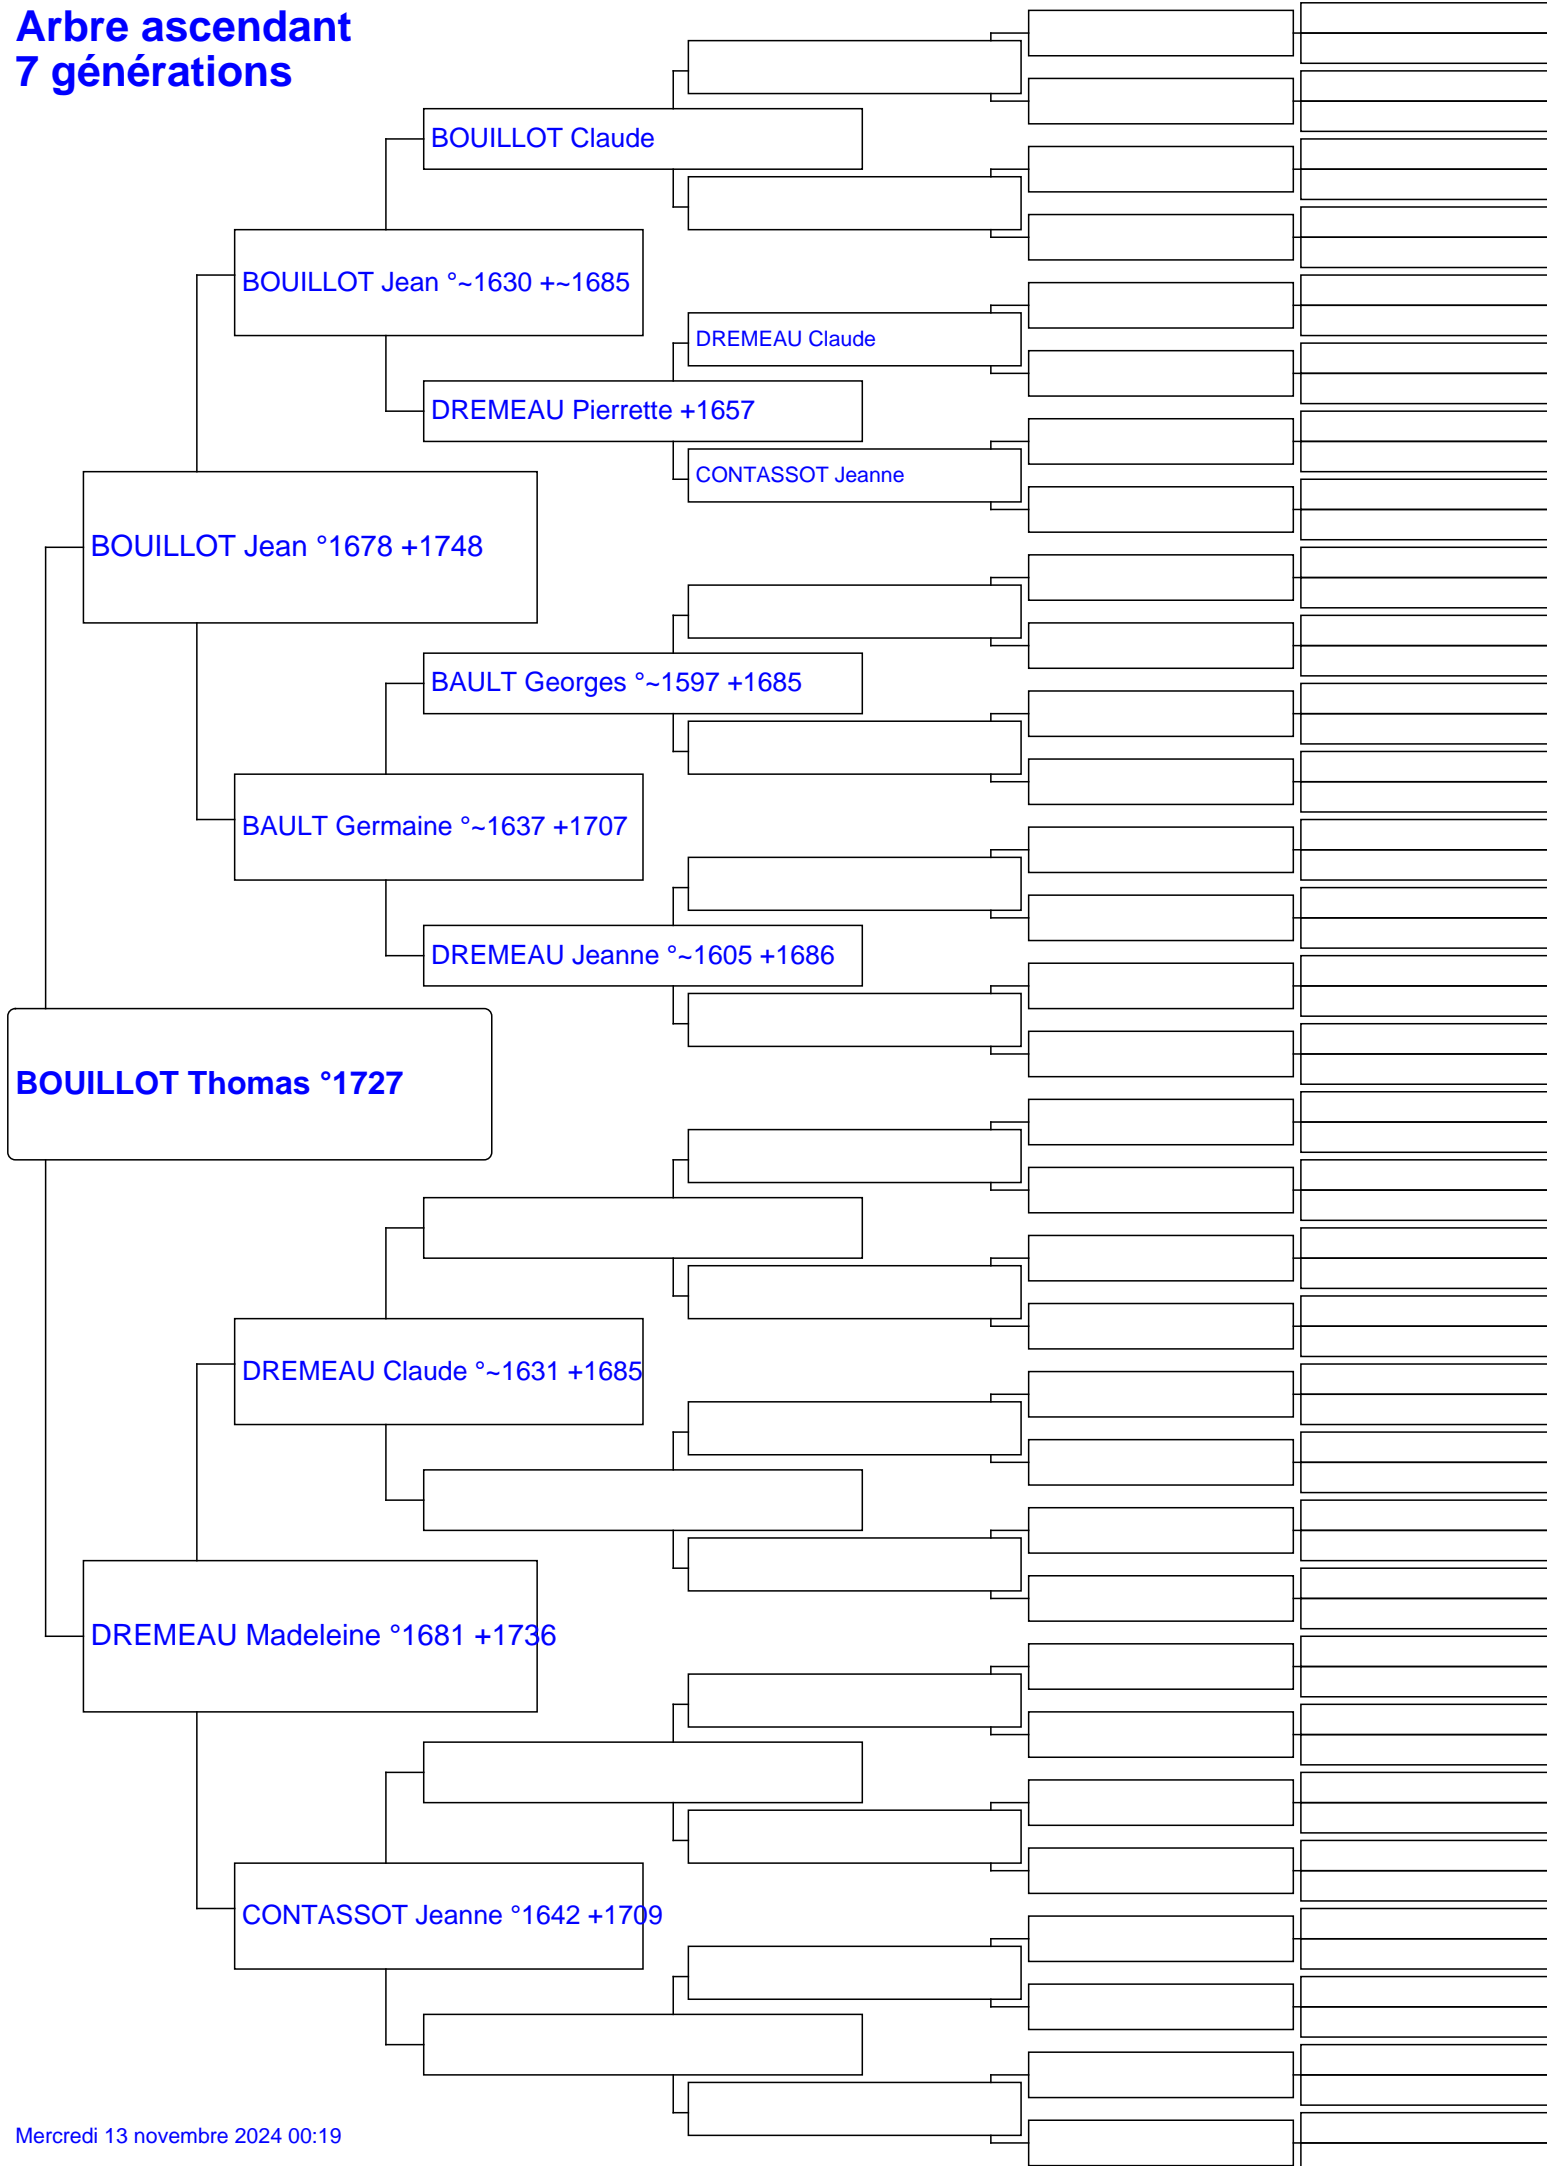 Arbre ascendant
7 générations
BOUILLOT Claude
BOUILLOT Jean °~1630 +~1685
DREMEAU Claude
DREMEAU Pierrette +1657
CONTASSOT Jeanne
BOUILLOT Jean °1678 +1748
BAULT Georges °~1597 +1685
BAULT Germaine °~1637 +1707
DREMEAU Jeanne °~1605 +1686
BOUILLOT Thomas °1727
DREMEAU Claude °~1631 +1685
DREMEAU Madeleine °1681 +1736
CONTASSOT Jeanne °1642 +1709
Mercredi 13 novembre 2024 00:19